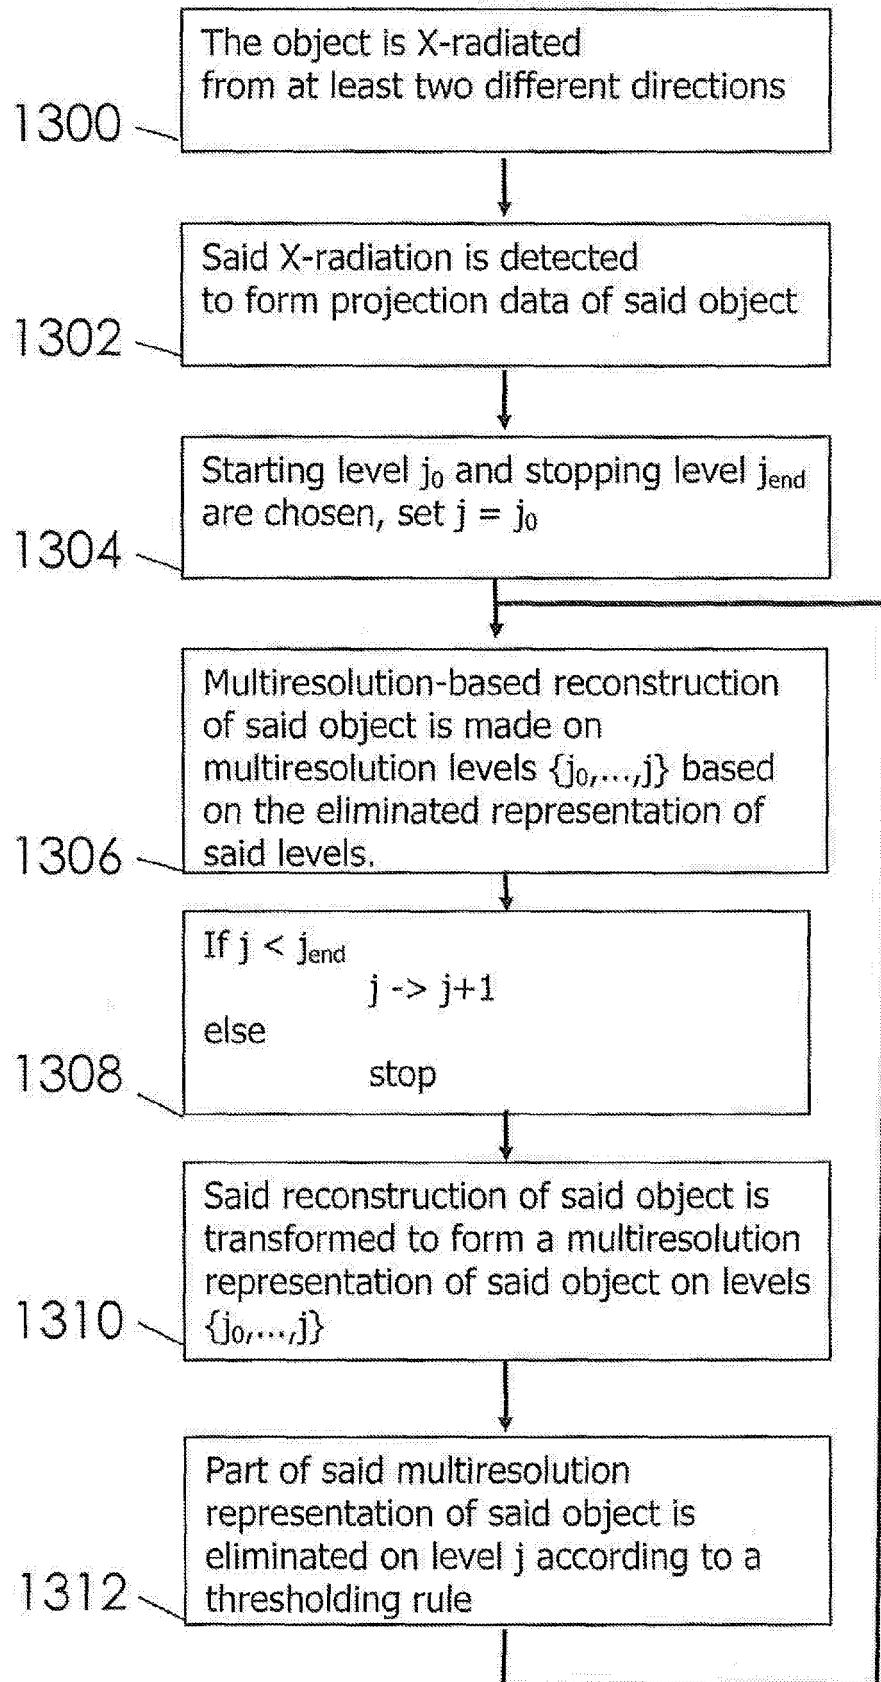 The object is X-radiated
from at least two different directions
1300
Said X-radiation is detected
to form projection data of said object
1302
Starting level j₀ and stopping level jend
are chosen, set j = j₀
1304
Multiresolution-based reconstruction
of said object is made on
multiresolution levels {j₀,...,j} based
on the eliminated representation of
said levels.
1306
If j < jend
j -> j+1
else
stop
1308
Said reconstruction of said object is
transformed to form a multiresolution
representation of said object on levels
{j₀,...,j}
1310
Part of said multiresolution
representation of said object is
eliminated on level j according to a
thresholding rule
1312